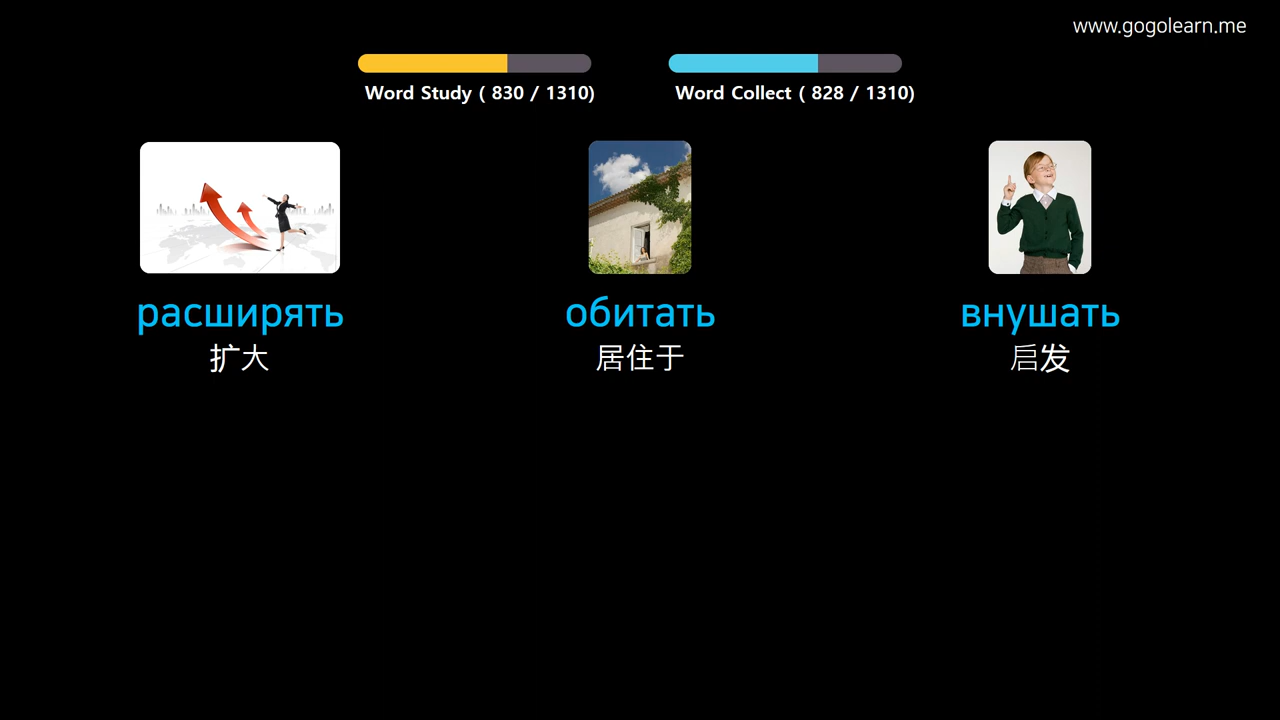 www.gogolearn.me
Word Study ( 830 / 1310)
Word Collect ( 828 / 1310)
расширять
扩大
обитать
居住于
внушать
启发